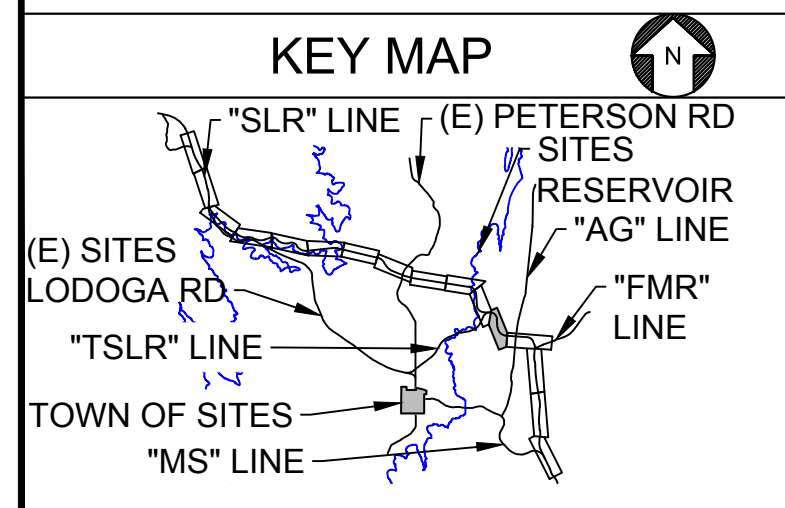 KEY MAP
N
"SLR" LINE
(E) PETERSON RD
SITES
RESERVOIR
"AG" LINE
(E) SITES
LODOGA RD
"FMR"
LINE
"TSLR" LINE
TOWN OF SITES
"MS" LINE